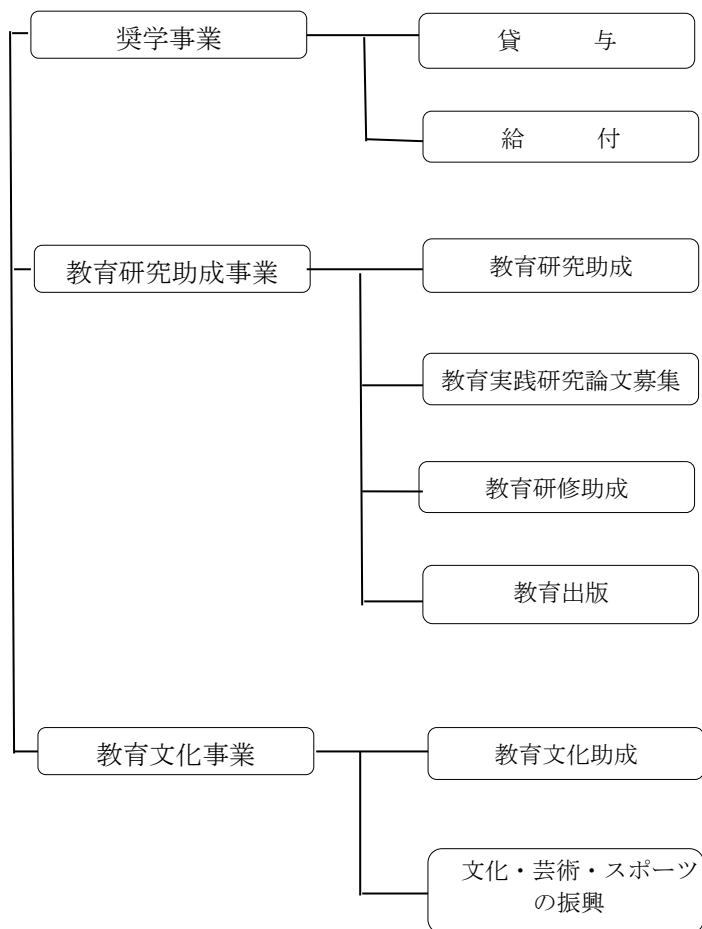 奨学事業
貸　　与
給　　付
教育研究助成事業
教育研究助成
教育実践研究論文募集
教育研修助成
教育出版
教育文化事業
教育文化助成
文化・芸術・スポーツ
の振興